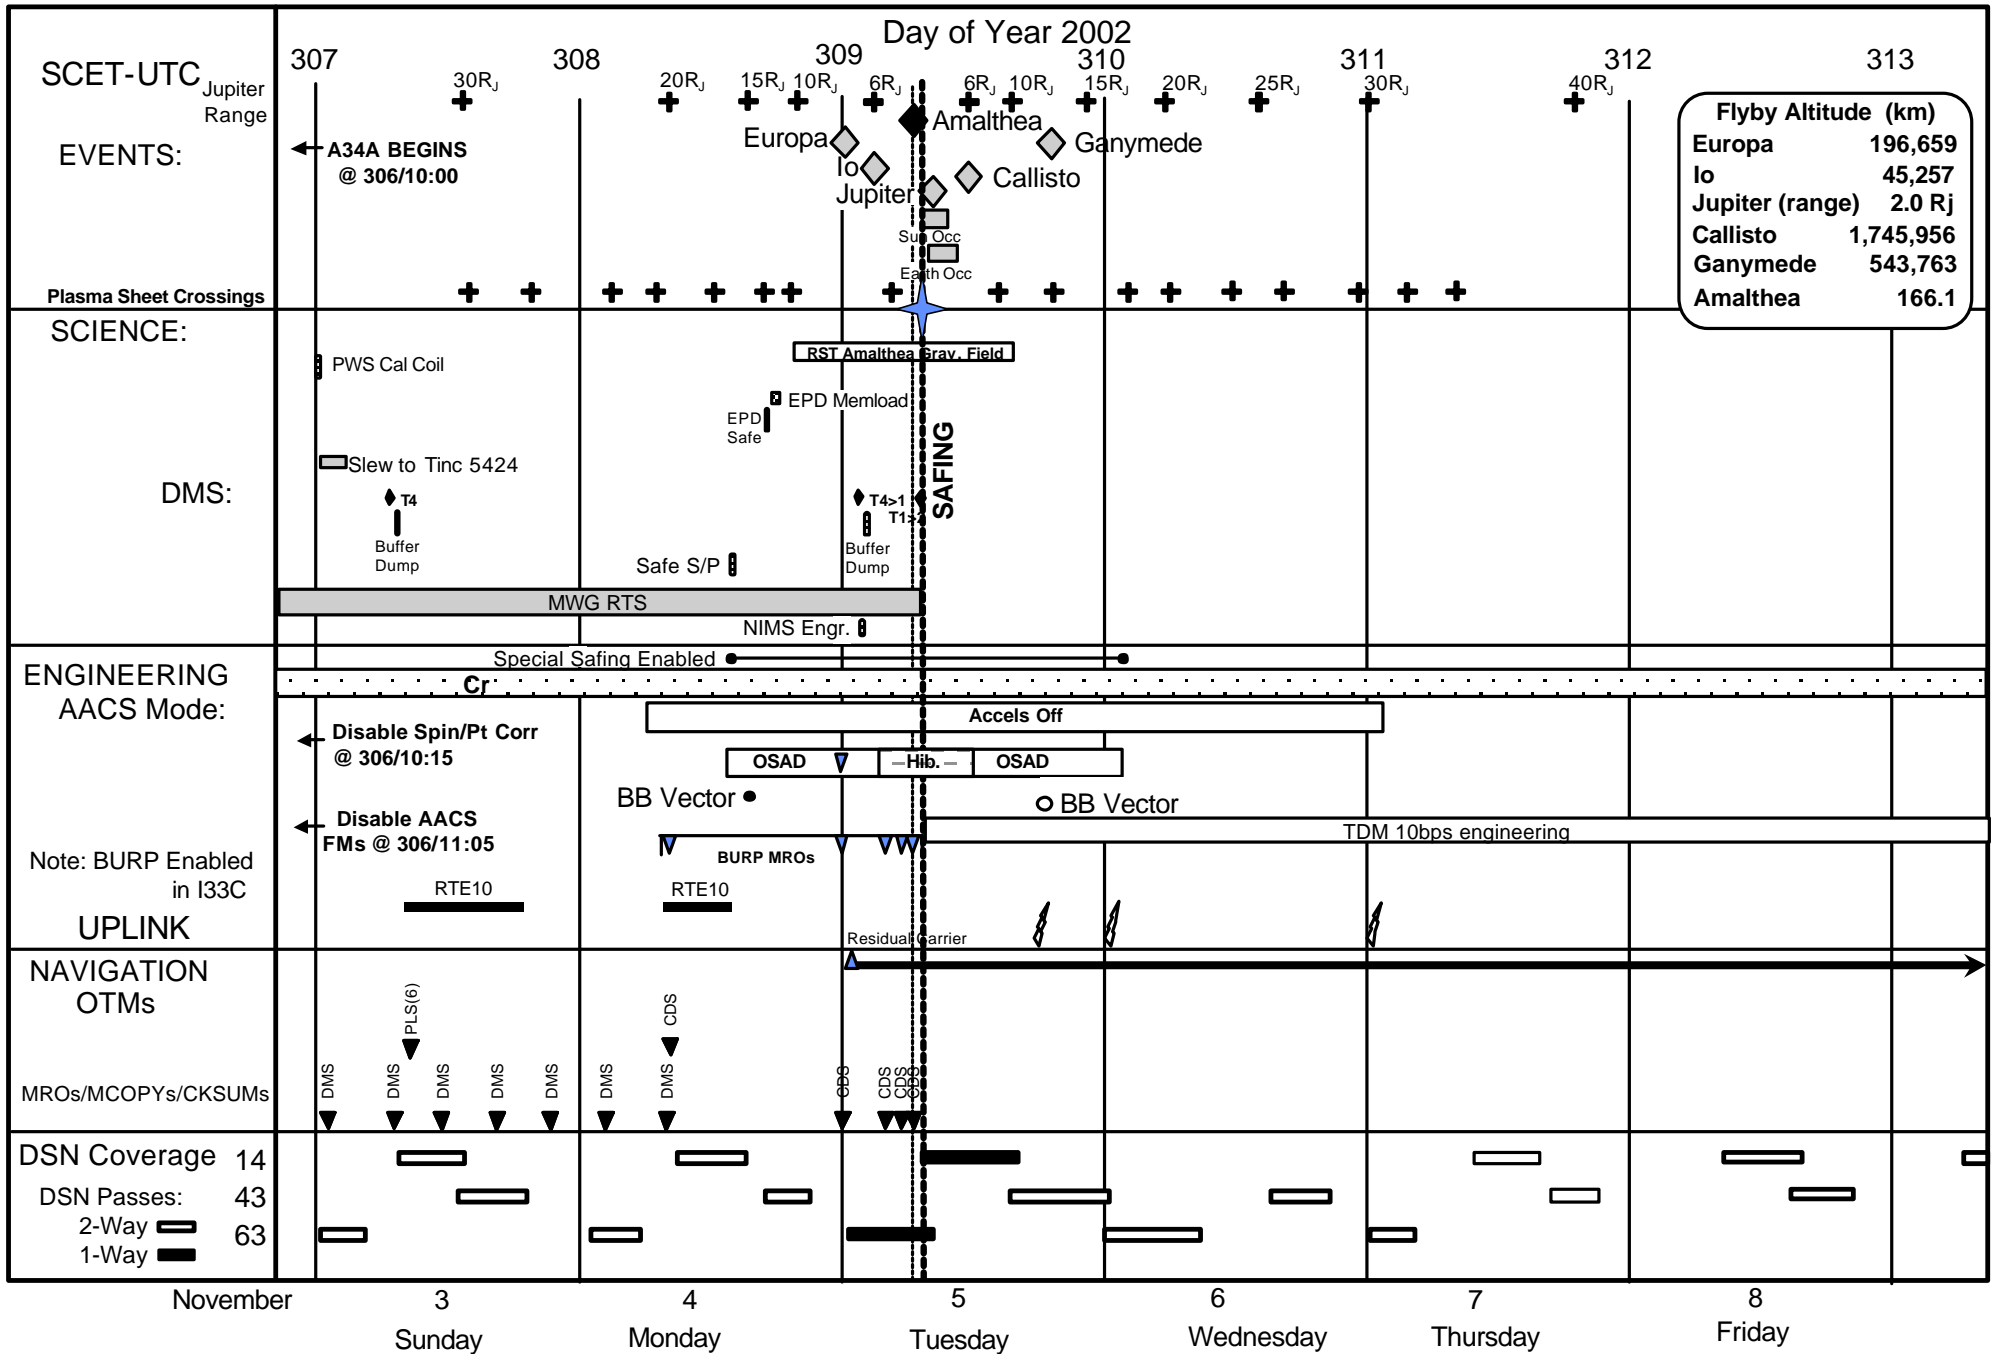 Day of Year 2002
307 308 309 310 311 312 313
SCET-UTC Jupiter
Range
30RJ 20RJ 15RJ 10RJ 6RJ 6RJ 10RJ 15RJ 20RJ 25RJ 30RJ 40RJ
EVENTS:
A34A BEGINS
@ 306/10:00
Europa
Amalthea
Ganymede
Io
Callisto
Jupiter
Sun Occ
Earth Occ
Flyby Altitude (km)
Europa 196,659
Io 45,257
Jupiter (range) 2.0 Rj
Callisto 1,745,956
Ganymede 543,763
Amalthea 166.1
Plasma Sheet Crossings
SCIENCE:
RST Amalthea Grav. Field
PWS Cal Coil
EPD Memload
EPD
Safe
SAFING
Slew to Tinc 5424
DMS:
T4
T4>1
T1>2
Buffer
Dump
Buffer
Dump
Safe S/P
MWG RTS
NIMS Engr.
Special Safing Enabled
ENGINEERING
Cr
AACS Mode:
Accels Off
Disable Spin/Pt Corr
@ 306/10:15
OSAD Hib. OSAD
BB Vector
BB Vector
Disable AACS
FMs @ 306/11:05
TDM 10bps engineering
BURP MROs
Note: BURP Enabled
in I33C
RTE10 RTE10
UPLINK
Residual Carrier
NAVIGATION
OTMs
PLS(6)
CDS
MROs/MCOPYs/CKSUMs
DMS DMS DMS DMS DMS DMS DMS CDS CDS CDS CDS
DSN Coverage 14
DSN Passes: 43
2-Way 63
1-Way
November 3 4 5 6 7 8
Sunday Monday Tuesday Wednesday Thursday Friday